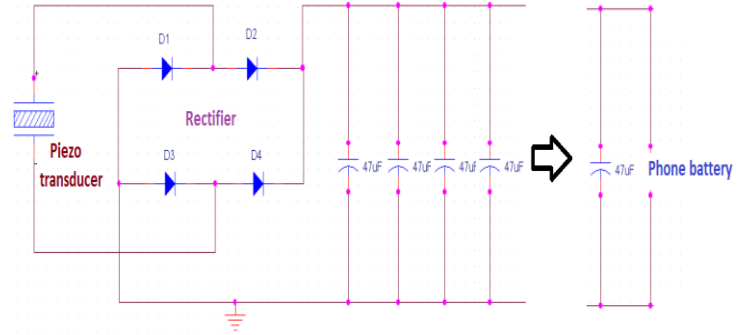 D1
D2
+
Rectifier
Piezo
transducer
-
D3
D4
47uF
47uF
47uF
47uF
47uF
Phone battery